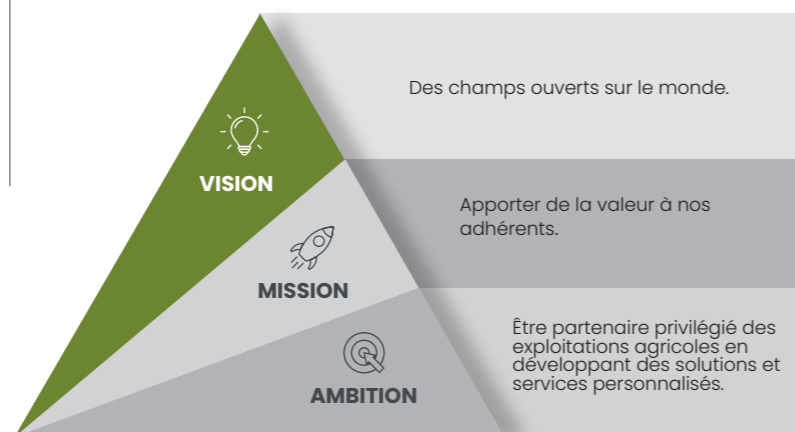 Des champs ouverts sur le monde.
VISION
Apporter de la valeur à nos
adhérents.
MISSION
Être partenaire privilégié des
exploitations agricoles en
développant des solutions et
services personnalisés.
AMBITION